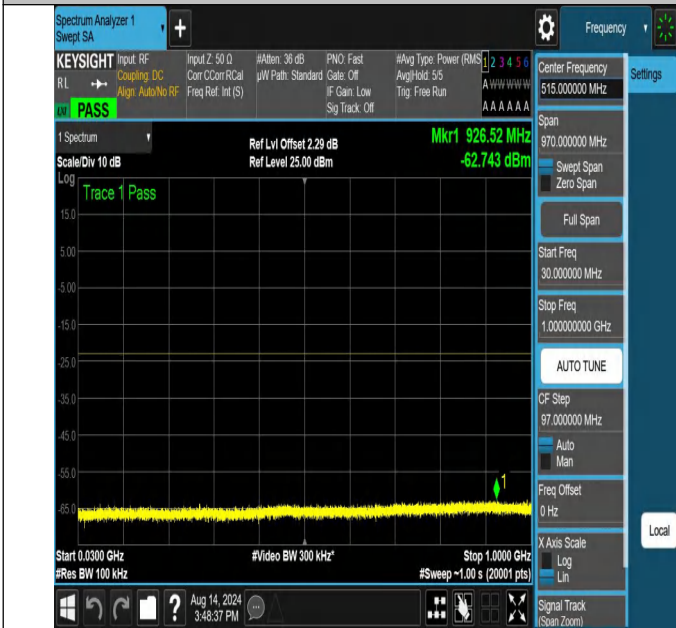 Spectrum Analyzer 1
Swept SA
+
Frequency
KEYSIGHT
RL
Input: RF
Coupling: DC
Align: Auto/No RF
Input Z: 50 Ω
Corr CCorr RCal
Freq Ref: Int (S)
#Atten: 36 dB
µW Path: Standard
PNO: Fast
Gate: Off
IF Gain: Low
Sig Track: Off
#Avg Type: Power (RMS
Avg|Hold: 5/5
Trig: Free Run
1 2 3 4 5 6
A W W W W W
A A A A A A
LXI
PASS
1 Spectrum
Scale/Div 10 dB
Ref Lvl Offset 2.29 dB
Ref Level 25.00 dBm
Mkr1 926.52 MHz
-62.743 dBm
Log
Trace 1 Pass
15.0
5.00
-5.00
-15.0
-25.0
-35.0
-45.0
-55.0
-65.0
1
Start 0.0300 GHz
#Res BW 100 kHz
#Video BW 300 kHz*
Stop 1.0000 GHz
#Sweep ~1.00 s (20001 pts)
?
Aug 14, 2024
3:48:37 PM
Center Frequency
515.000000 MHz
Span
970.000000 MHz
Swept Span
Zero Span
Full Span
Start Freq
30.000000 MHz
Stop Freq
1.000000000 GHz
AUTO TUNE
CF Step
97.000000 MHz
Auto
Man
Freq Offset
0 Hz
X Axis Scale
Log
Lin
Signal Track
(Span Zoom)
Settings
Local